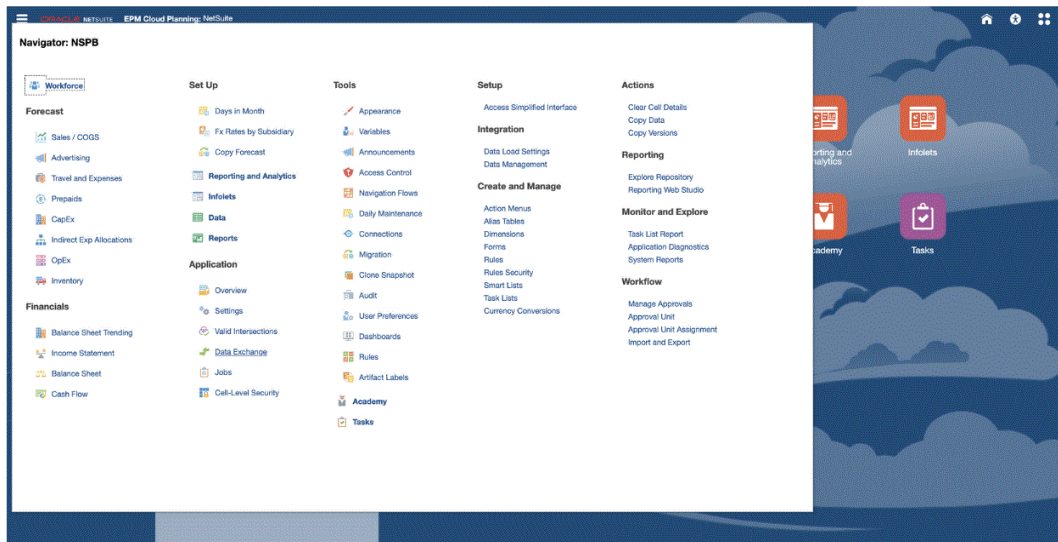 ORACLE NETSUITE EPM Cloud Planning: NetSuite
Navigator: NSPB
Workforce
Forecast
Sales / COGS
Advertising
Travel and Expenses
Prepaids
CapEx
Indirect Exp Allocations
OpEx
Inventory
Financials
Balance Sheet Trending
Income Statement
Balance Sheet
Cash Flow
Set Up
Days in Month
Fx Rates by Subsidiary
Copy Forecast
Reporting and Analytics
Infolets
Data
Reports
Application
Overview
Settings
Valid Intersections
Data Exchange
Jobs
Cell-Level Security
Tools
Appearance
Variables
Announcements
Access Control
Navigation Flows
Daily Maintenance
Connections
Migration
Clone Snapshot
Audit
User Preferences
Dashboards
Rules
Artifact Labels
Academy
Tasks
Setup
Access Simplified Interface
Integration
Data Load Settings
Data Management
Create and Manage
Action Menus
Alias Tables
Dimensions
Forms
Rules
Rules Security
Smart Lists
Task Lists
Currency Conversions
Actions
Clear Cell Details
Copy Data
Copy Versions
Reporting
Explore Repository
Reporting Web Studio
Monitor and Explore
Task List Report
Application Diagnostics
System Reports
Workflow
Manage Approvals
Approval Unit
Approval Unit Assignment
Import and Export
orting and
nalytics
Infolets
cademy
Tasks